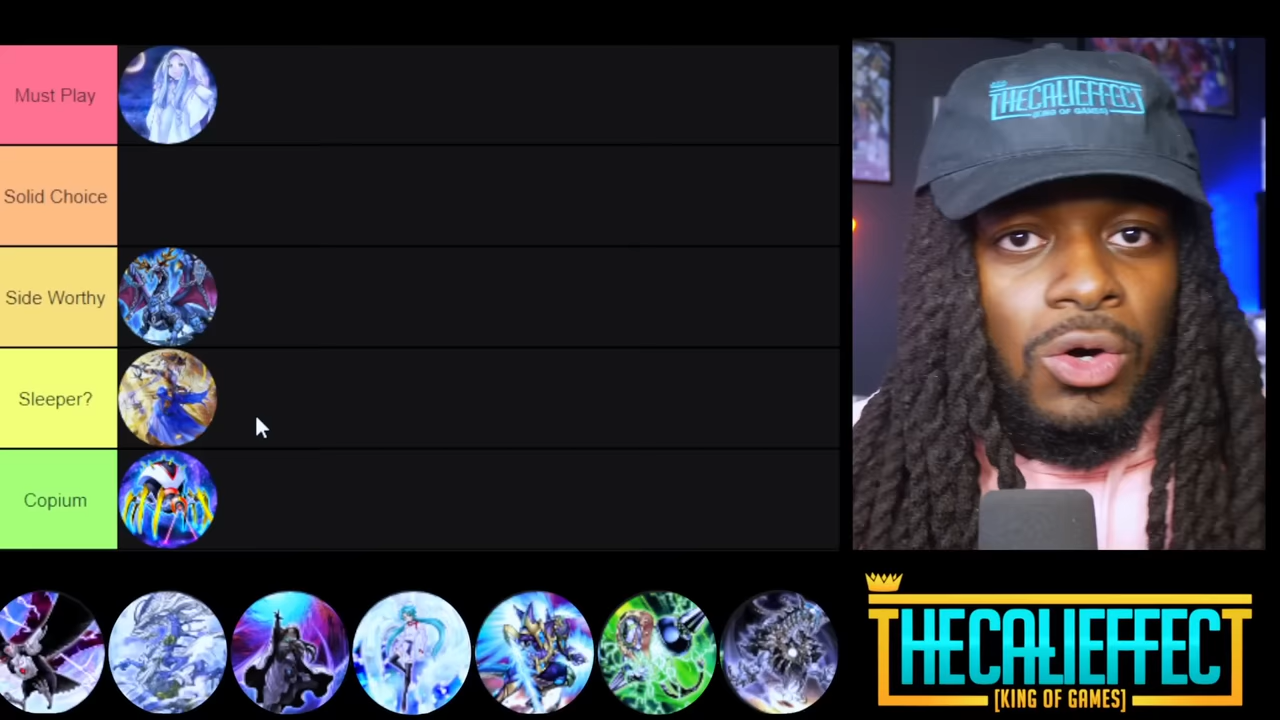 Must Play
Solid Choice
Side Worthy
Sleeper?
Copium
THECALIEFFECT
[KING OF GAMES]
THECALIEFFECT
[KING OF GAMES]